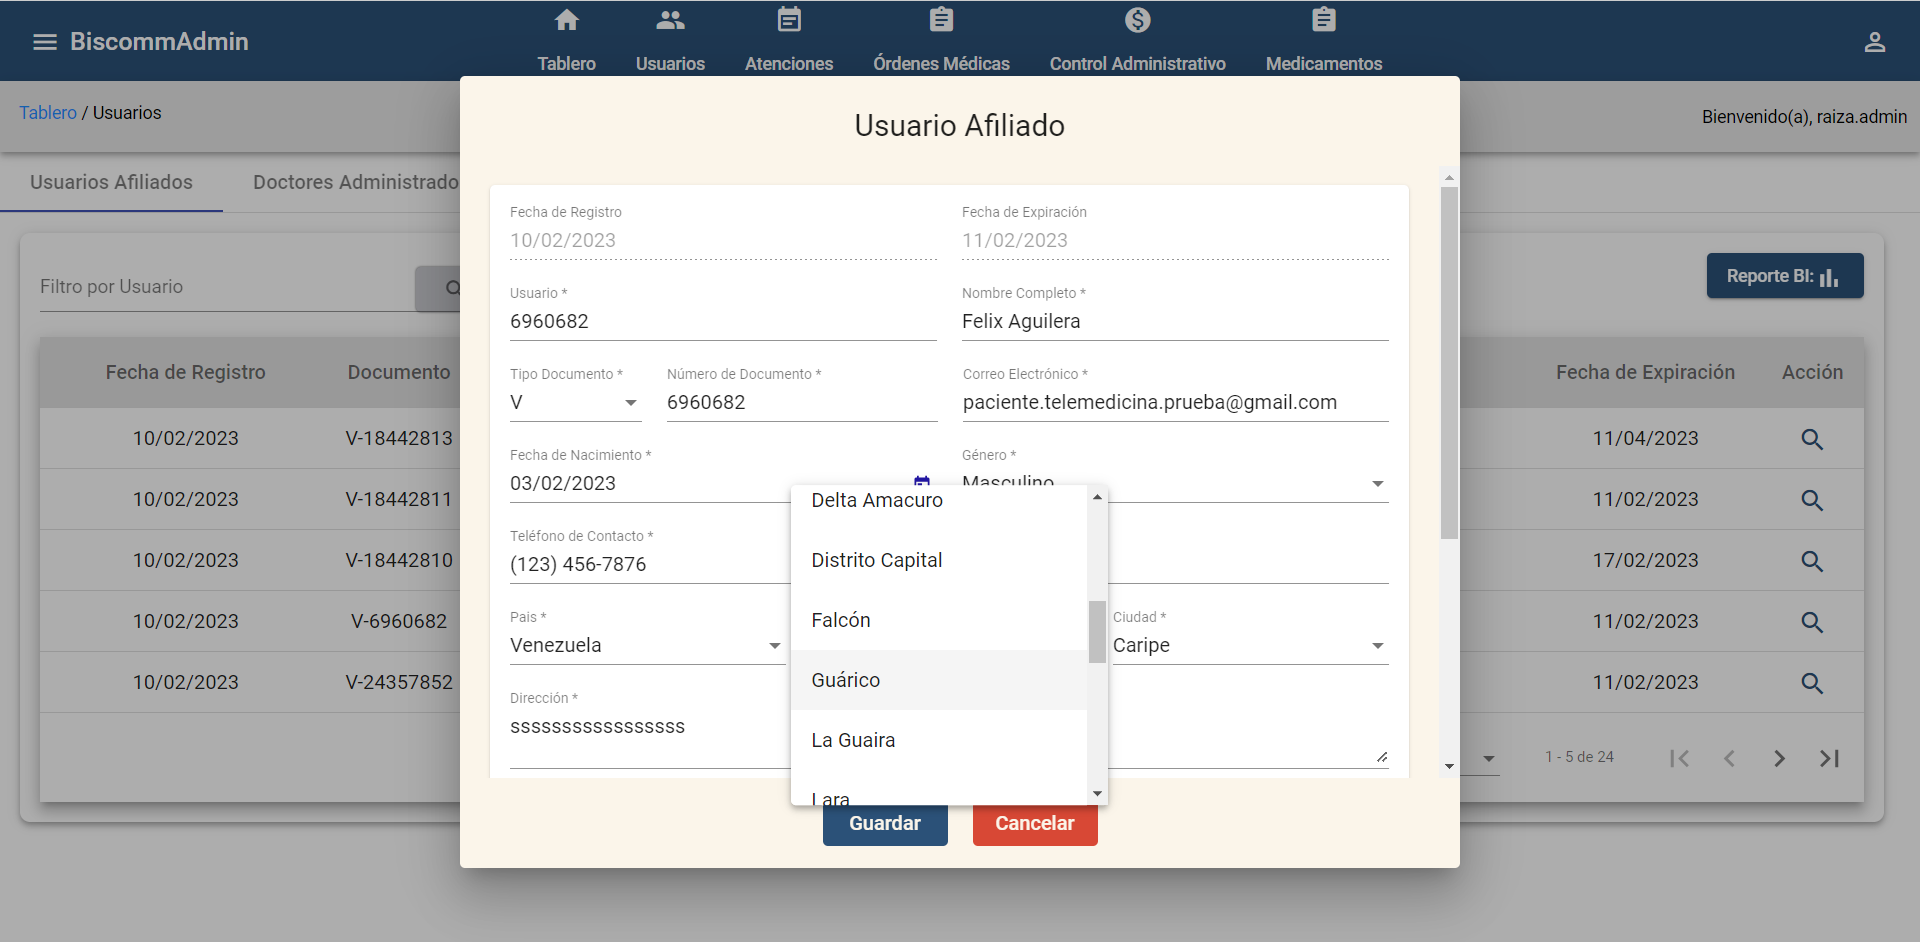 BiscommAdmin
Tablero
Usuarios
Atenciones
Órdenes Médicas
Control Administrativo
Medicamentos
Tablero / Usuarios
Bienvenido(a), raiza.admin
Usuarios Afiliados
Doctores Administrado
Filtro por Usuario
Reporte BI:
Fecha de Registro
Documento
Fecha de Expiración
Acción
10/02/2023
V-18442813
11/04/2023
10/02/2023
V-18442811
11/02/2023
10/02/2023
V-18442810
17/02/2023
10/02/2023
V-6960682
11/02/2023
10/02/2023
V-24357852
11/02/2023
1 - 5 de 24
Usuario Afiliado
Fecha de Registro
10/02/2023
Fecha de Expiración
11/02/2023
Usuario *
6960682
Nombre Completo *
Felix Aguilera
Tipo Documento *
V
Número de Documento *
6960682
Correo Electrónico *
paciente.telemedicina.prueba@gmail.com
Fecha de Nacimiento *
03/02/2023
Género *
Masculino
Teléfono de Contacto *
(123) 456-7876
Pais *
Venezuela
Ciudad *
Caripe
Dirección *
sssssssssssssssss
Delta Amacuro
Distrito Capital
Falcón
Guárico
La Guaira
Lara
Guardar
Cancelar